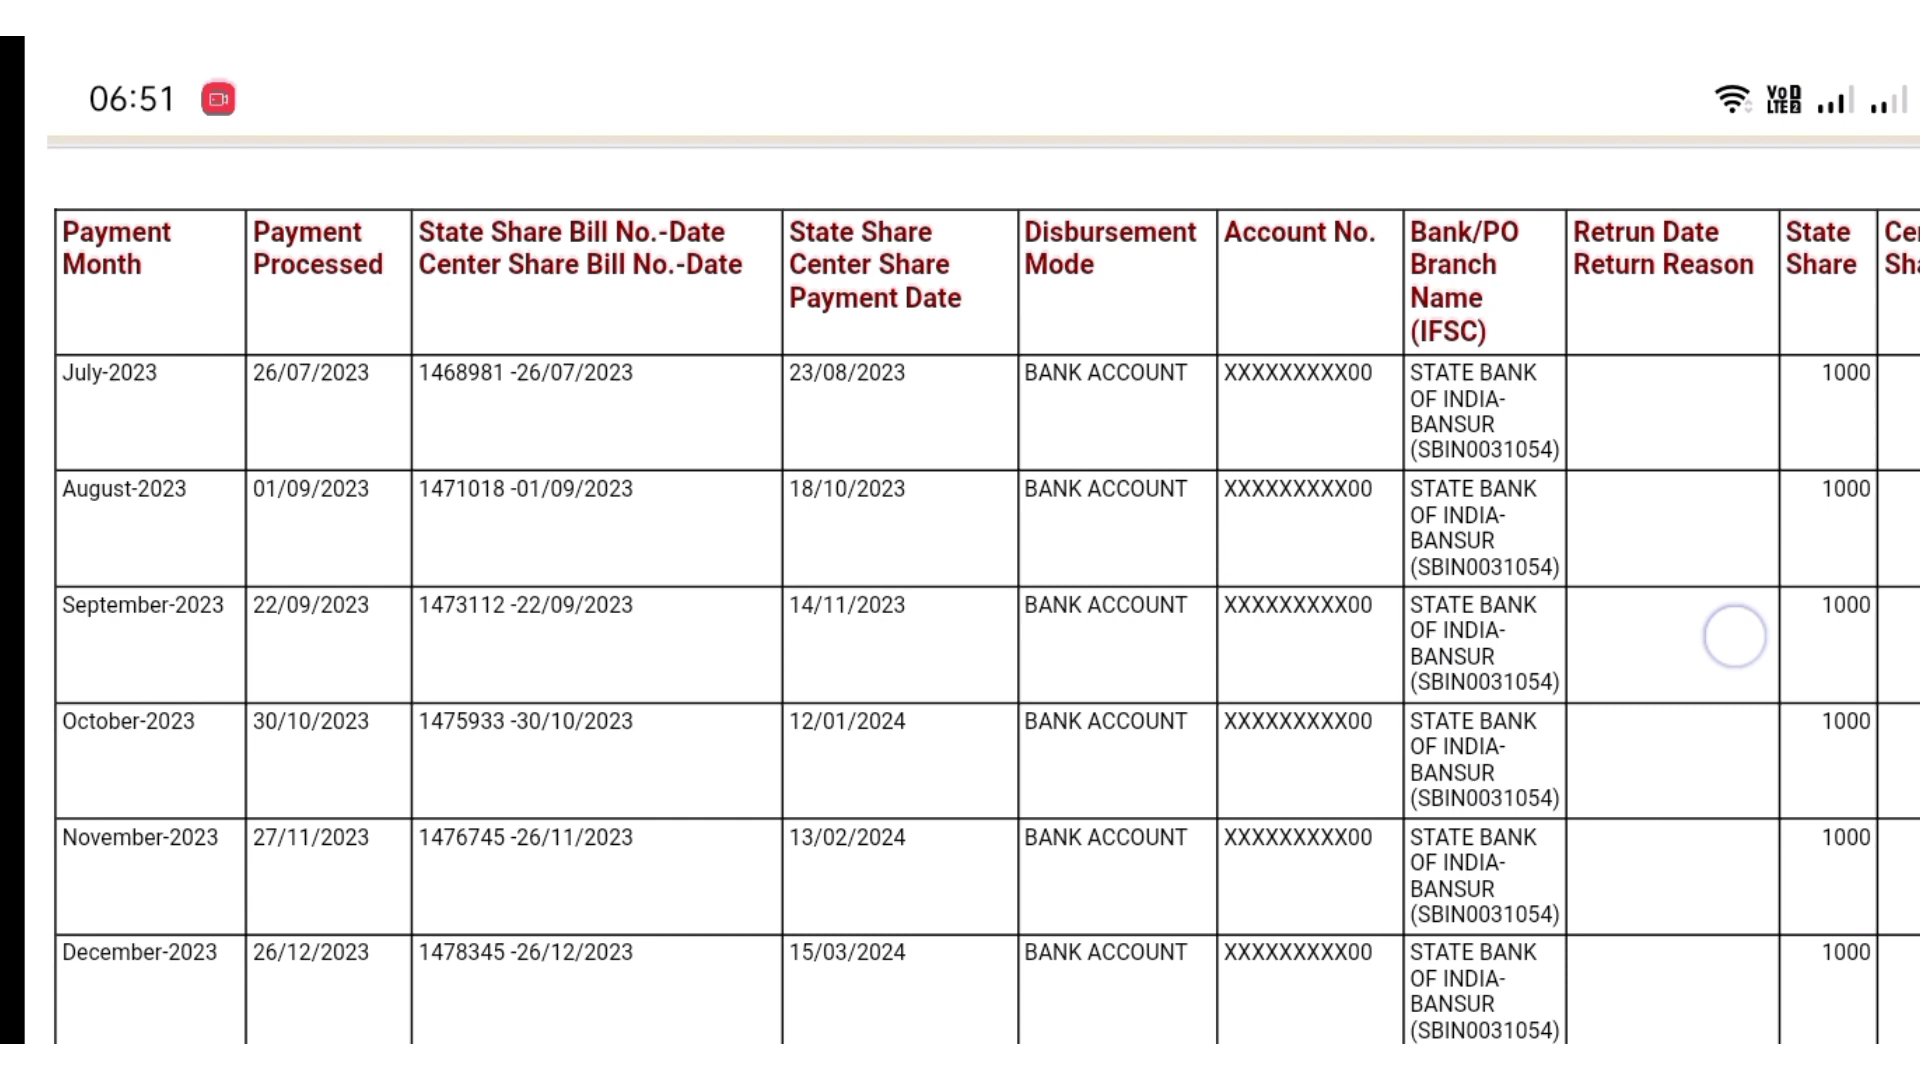 06:51
VoD LTE2
Payment Month
Payment Processed
State Share Bill No.-Date
Center Share Bill No.-Date
State Share
Center Share
Payment Date
Disbursement Mode
Account No.
Bank/PO
Branch
Name
(IFSC)
Retrun Date
Return Reason
State Share
July-2023
26/07/2023
1468981 -26/07/2023
23/08/2023
BANK ACCOUNT
XXXXXXXXX00
STATE BANK
OF INDIA-
BANSUR
(SBIN0031054)
1000
August-2023
01/09/2023
1471018 -01/09/2023
18/10/2023
BANK ACCOUNT
XXXXXXXXX00
STATE BANK
OF INDIA-
BANSUR
(SBIN0031054)
1000
September-2023
22/09/2023
1473112 -22/09/2023
14/11/2023
BANK ACCOUNT
XXXXXXXXX00
STATE BANK
OF INDIA-
BANSUR
(SBIN0031054)
1000
October-2023
30/10/2023
1475933 -30/10/2023
12/01/2024
BANK ACCOUNT
XXXXXXXXX00
STATE BANK
OF INDIA-
BANSUR
(SBIN0031054)
1000
November-2023
27/11/2023
1476745 -26/11/2023
13/02/2024
BANK ACCOUNT
XXXXXXXXX00
STATE BANK
OF INDIA-
BANSUR
(SBIN0031054)
1000
December-2023
26/12/2023
1478345 -26/12/2023
15/03/2024
BANK ACCOUNT
XXXXXXXXX00
STATE BANK
OF INDIA-
BANSUR
(SBIN0031054)
1000